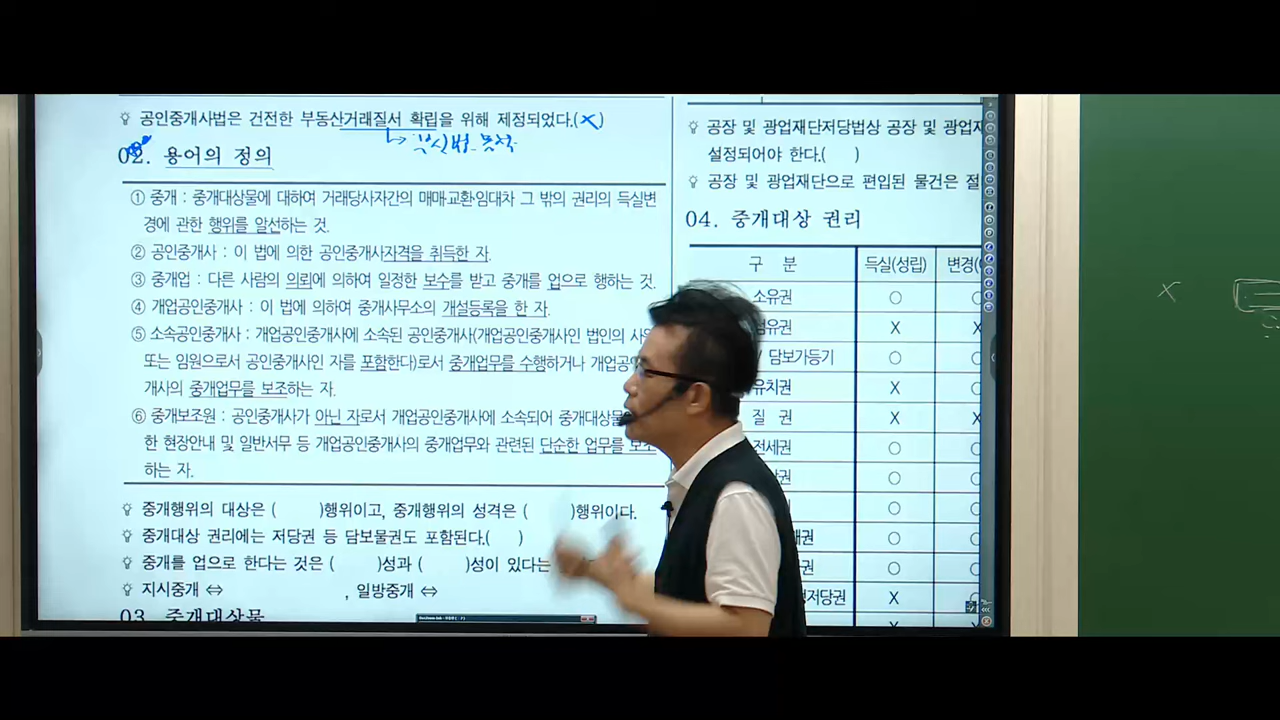 공인중개사법은 건전한 부동산거래질서 확립을 위해 제정되었다.(X)
02. 용어의 정의
① 중개 : 중개대상물에 대하여 거래당사자간의 매매·교환·임대차 그 밖의 권리의 득실변
경에 관한 행위를 알선하는 것.
② 공인중개사 : 이 법에 의한 공인중개사자격을 취득한 자.
③ 중개업 : 다른 사람의 의뢰에 의하여 일정한 보수를 받고 중개를 업으로 행하는 것.
④ 개업공인중개사 : 이 법에 의하여 중개사무소의 개설등록을 한 자.
⑤ 소속공인중개사 : 개업공인중개사에 소속된 공인중개사(개업공인중개사인 법인의 사원
또는 임원으로서 공인중개사인 자를 포함한다)로서 중개업무를 수행하거나
개사의 중개업무를 보조하는 자.
⑥ 중개보조원 : 공인중개사가 아닌 자로서 개업공인중개사에 소속되어 중개대상물
한 현장안내 및 일반서무 등 개업공인중개사의 중개업무와 관련된 단순한 업무를 보조
하는 자.
중개행위의 대상은 ( )행위이고, 중개행위의 성격은 ( )행위이다.
중개대상 권리에는 저당권 등 담보물권도 포함된다.( )
중개를 업으로 한다는 것은 ( )성과 ( )성이 있다는
지시중개 ⇔ , 일방중개 ⇔
03. 중개대상물
공장 및 광업재단저당법상 공장 및 광업재
설정되어야 한다.( )
공장 및 광업재단으로 편입된 물건은 절
04. 중개대상 권리
구 분 득실(성립) 변경(
소유권 ○
점유권 X X
/ 담보가등기 ○
유치권 X
질 권 X X
전세권 ○
○
○
○
○
저당권 X
X